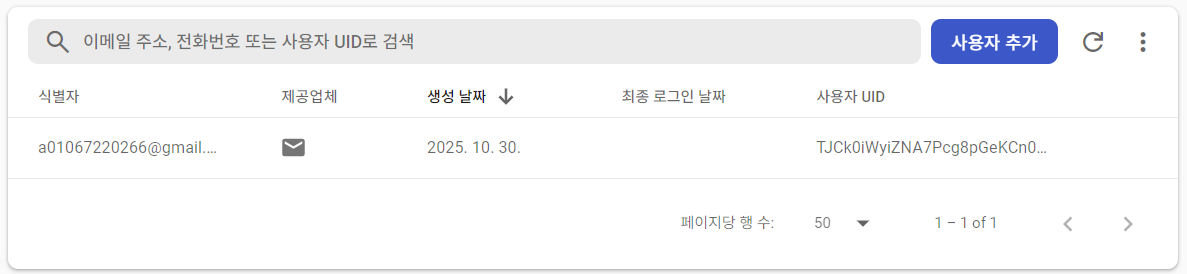 이메일 주소, 전화번호 또는 사용자 UID로 검색
사용자 추가
식별자 제공업체 생성 날짜 최종 로그인 날짜 사용자 UID
a01067220266@gmail.... 2025. 10. 30. TJCk0iWyiZNA7Pcg8pGeKCn0...
페이지당 행 수: 50 1 – 1 of 1